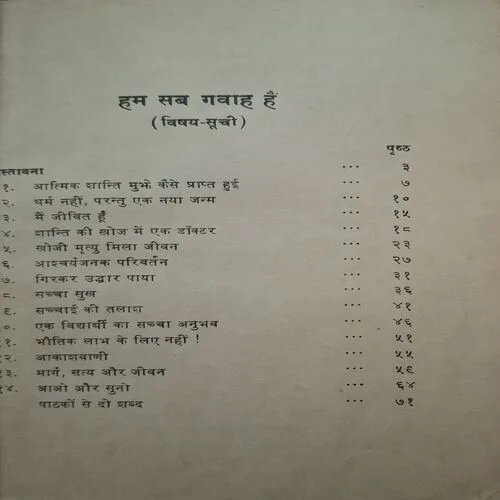 हम सब गवाह हैं
(विषय-सूची)
पृष्ठ
स्तावना ... ३
१. आत्मिक शान्ति मुझे कैसे प्राप्त हुई ... ७
२. धर्म नहीं, परन्तु एक नया जन्म ... १०
३. मैं जीवित हूँ ... १५
४. शान्ति की खोज में एक डॉक्टर ... १८
५. खोजी मृत्यु मिला जीवन ... २३
६. आश्चर्यजनक परिवर्तन ... २७
७. गिरकर उद्धार पाया ... ३१
८. सच्चा सुख ... ३६
९. सच्चाई की तलाश ... ४१
०. एक विद्यार्थी का सच्चा अनुभव ... ४६
१. भौतिक लाभ के लिए नहीं ! ... ५१
२. आकाशवाणी ... ५५
१३. मार्ग, सत्य और जीवन ... ५९
१४. आओ और सुनो ... ६४
पाठकों से दो शब्द ... ७१